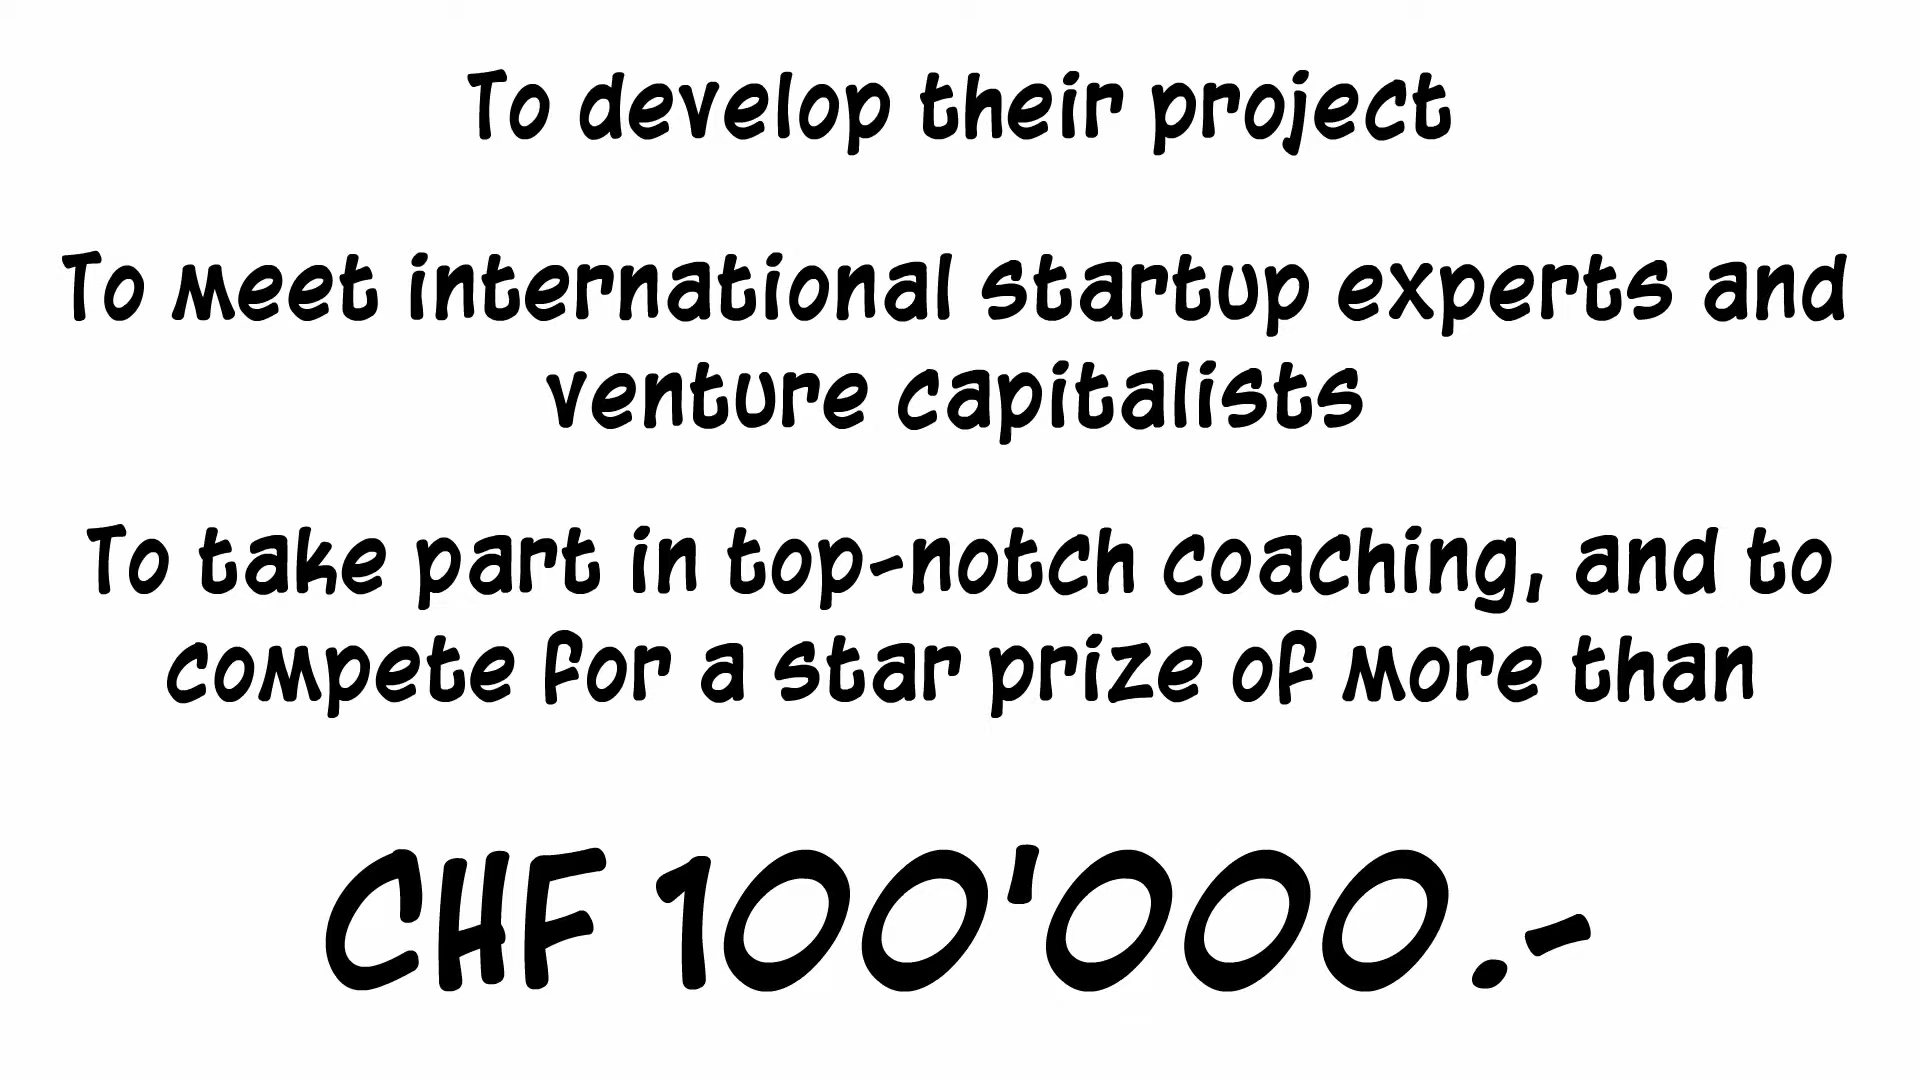 To develop their project
To meet international startup experts and
venture capitalists
To take part in top-notch coaching, and to
compete for a star prize of more than
CHF 100'000.-